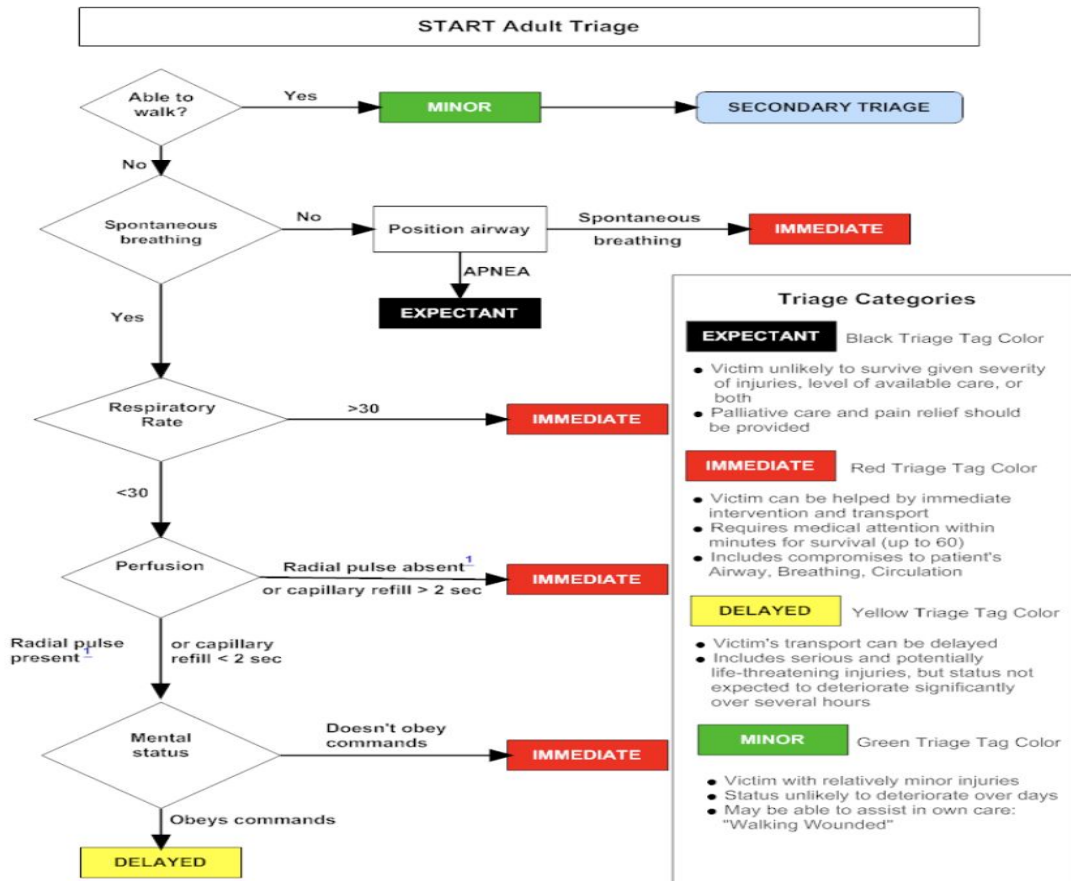 START Adult Triage
Able to
walk?
Yes
MINOR
SECONDARY TRIAGE
No
Spontaneous
breathing
No
Position airway
Spontaneous
breathing
IMMEDIATE
APNEA
EXPECTANT
Yes
Respiratory
Rate
>30
IMMEDIATE
<30
Perfusion
Radial pulse absent1
or capillary refill > 2 sec
IMMEDIATE
Radial pulse
present1
or capillary
refill < 2 sec
Mental
status
Doesn't obey
commands
IMMEDIATE
Obeys commands
DELAYED
Triage Categories
EXPECTANT Black Triage Tag Color
● Victim unlikely to survive given severity
of injuries, level of available care, or
both
● Palliative care and pain relief should
be provided
IMMEDIATE Red Triage Tag Color
● Victim can be helped by immediate
intervention and transport
● Requires medical attention within
minutes for survival (up to 60)
● Includes compromises to patient's
Airway, Breathing, Circulation
DELAYED Yellow Triage Tag Color
● Victim's transport can be delayed
● Includes serious and potentially
life-threatening injuries, but status not
expected to deteriorate significantly
over several hours
MINOR Green Triage Tag Color
● Victim with relatively minor injuries
● Status unlikely to deteriorate over days
● May be able to assist in own care:
"Walking Wounded"